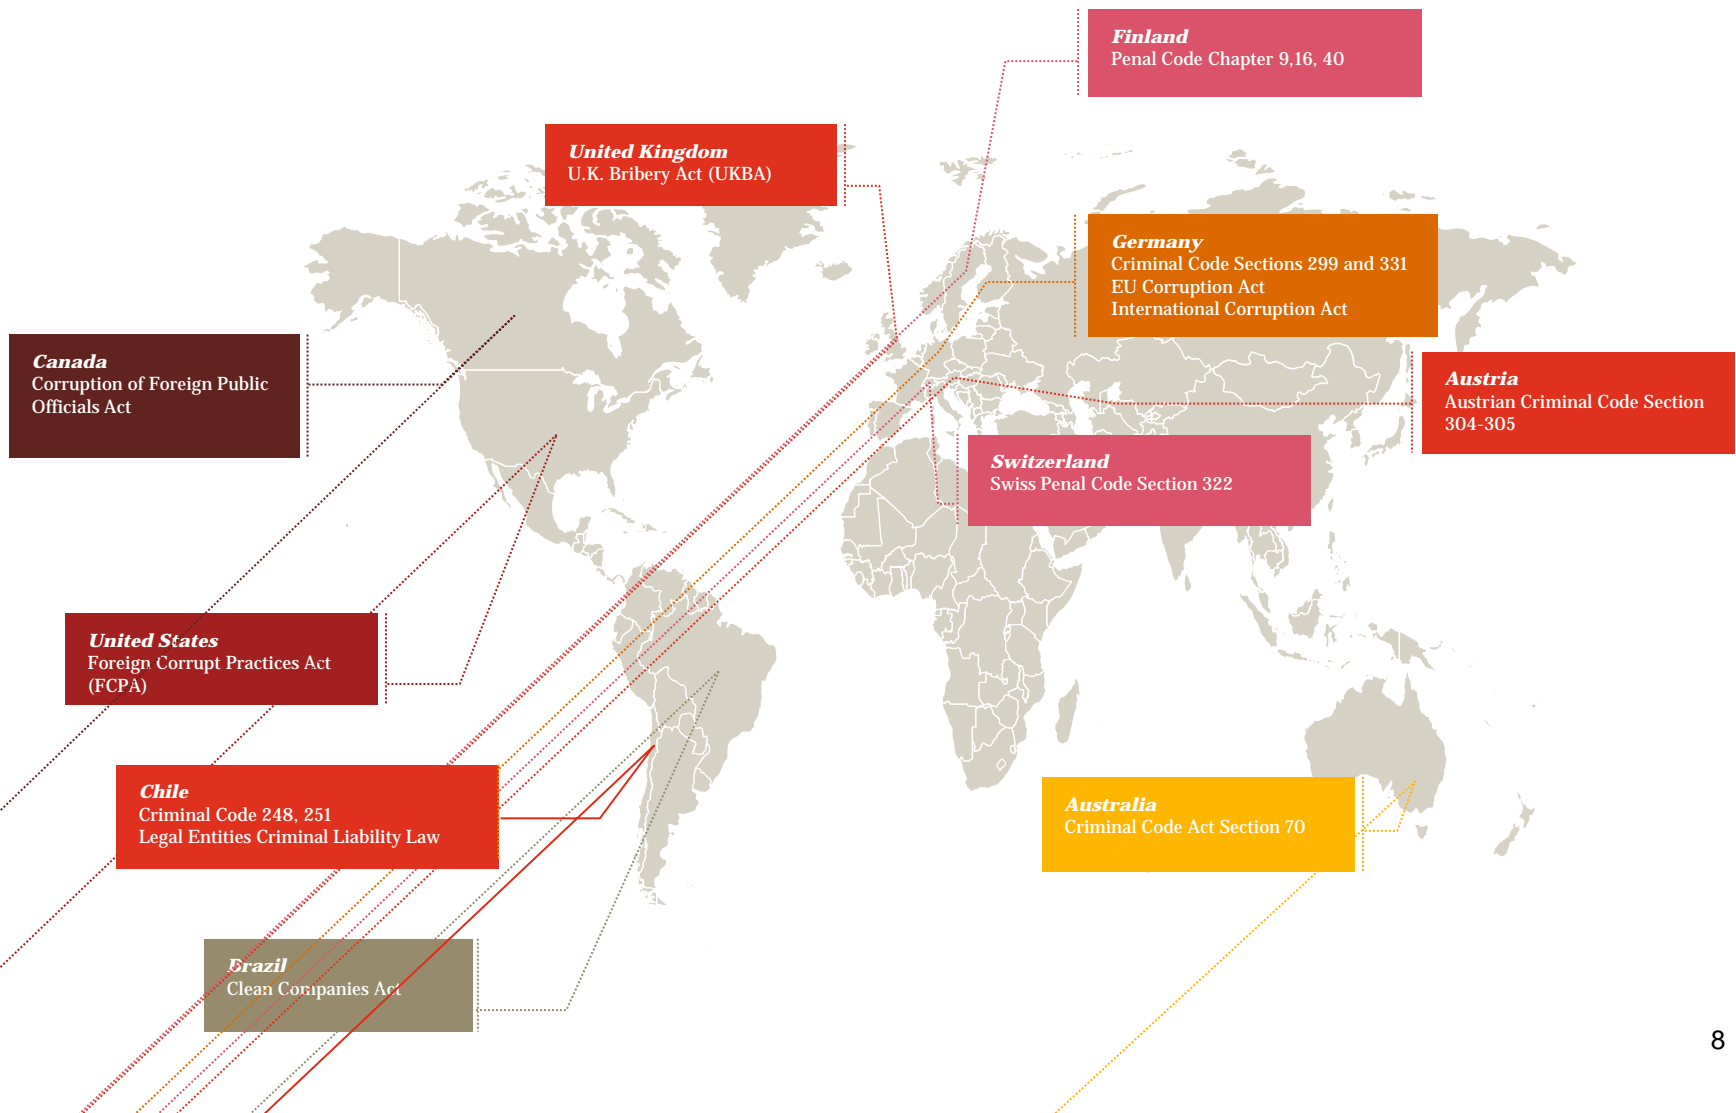 Finland
Penal Code Chapter 9,16, 40
United Kingdom
U.K. Bribery Act (UKBA)
Germany
Criminal Code Sections 299 and 331
EU Corruption Act
International Corruption Act
Canada
Corruption of Foreign Public
Officials Act
Austria
Austrian Criminal Code Section
304-305
Switzerland
Swiss Penal Code Section 322
United States
Foreign Corrupt Practices Act
(FCPA)
Chile
Criminal Code 248, 251
Legal Entities Criminal Liability Law
Australia
Criminal Code Act Section 70
Brazil
Clean Companies Act
8